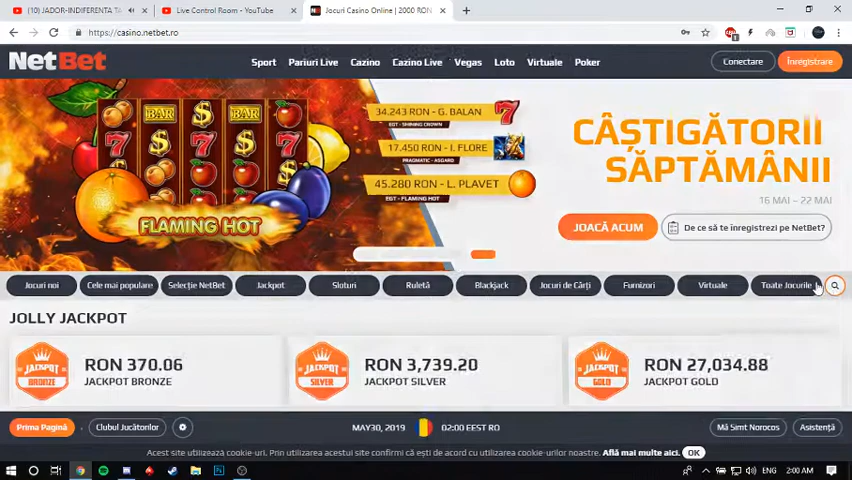 (10) JADOR-INDIFERENTA TA
Live Control Room - YouTube
Jocuri Casino Online | 2000 RON
https://casino.netbet.ro
NetBet
Sport
Pariuri Live
Cazino
Cazino Live
Vegas
Loto
Virtuale
Poker
Conectare
Înregistrare
BAR
BAR
FLAMING HOT
34.243 RON - G. BALAN
EGT - SHINING CROWN
17.450 RON - I. FLORE
PRAGMATIC - ASGARD
45.280 RON - L. PLAVET
EGT - FLAMING HOT
CÂȘTIGĂTORII
SĂPTĂMÂNII
16 MAI – 22 MAI
JOACĂ ACUM
De ce să te înregistrezi pe NetBet?
Jocuri noi
Cele mai populare
Selecție NetBet
Jackpot
Sloturi
Ruletă
Blackjack
Jocuri de Cărți
Furnizori
Virtuale
Toate Jocurile
JOLLY JACKPOT
JACKPOT
BRONZE
RON 370.06
JACKPOT BRONZE
JACKPOT
SILVER
RON 3,739.20
JACKPOT SILVER
JACKPOT
GOLD
RON 27,034.88
JACKPOT GOLD
Prima Pagină
Clubul Jucătorilor
MAY30, 2019
02:00 EEST RO
Mă Simt Norocos
Asistență
Acest site utilizează cookie-uri. Prin utilizarea acestui site confirmi că ești de acord cu utilizarea cookie-urilor noastre. Află mai multe aici.
OK
ENG
2:00 AM